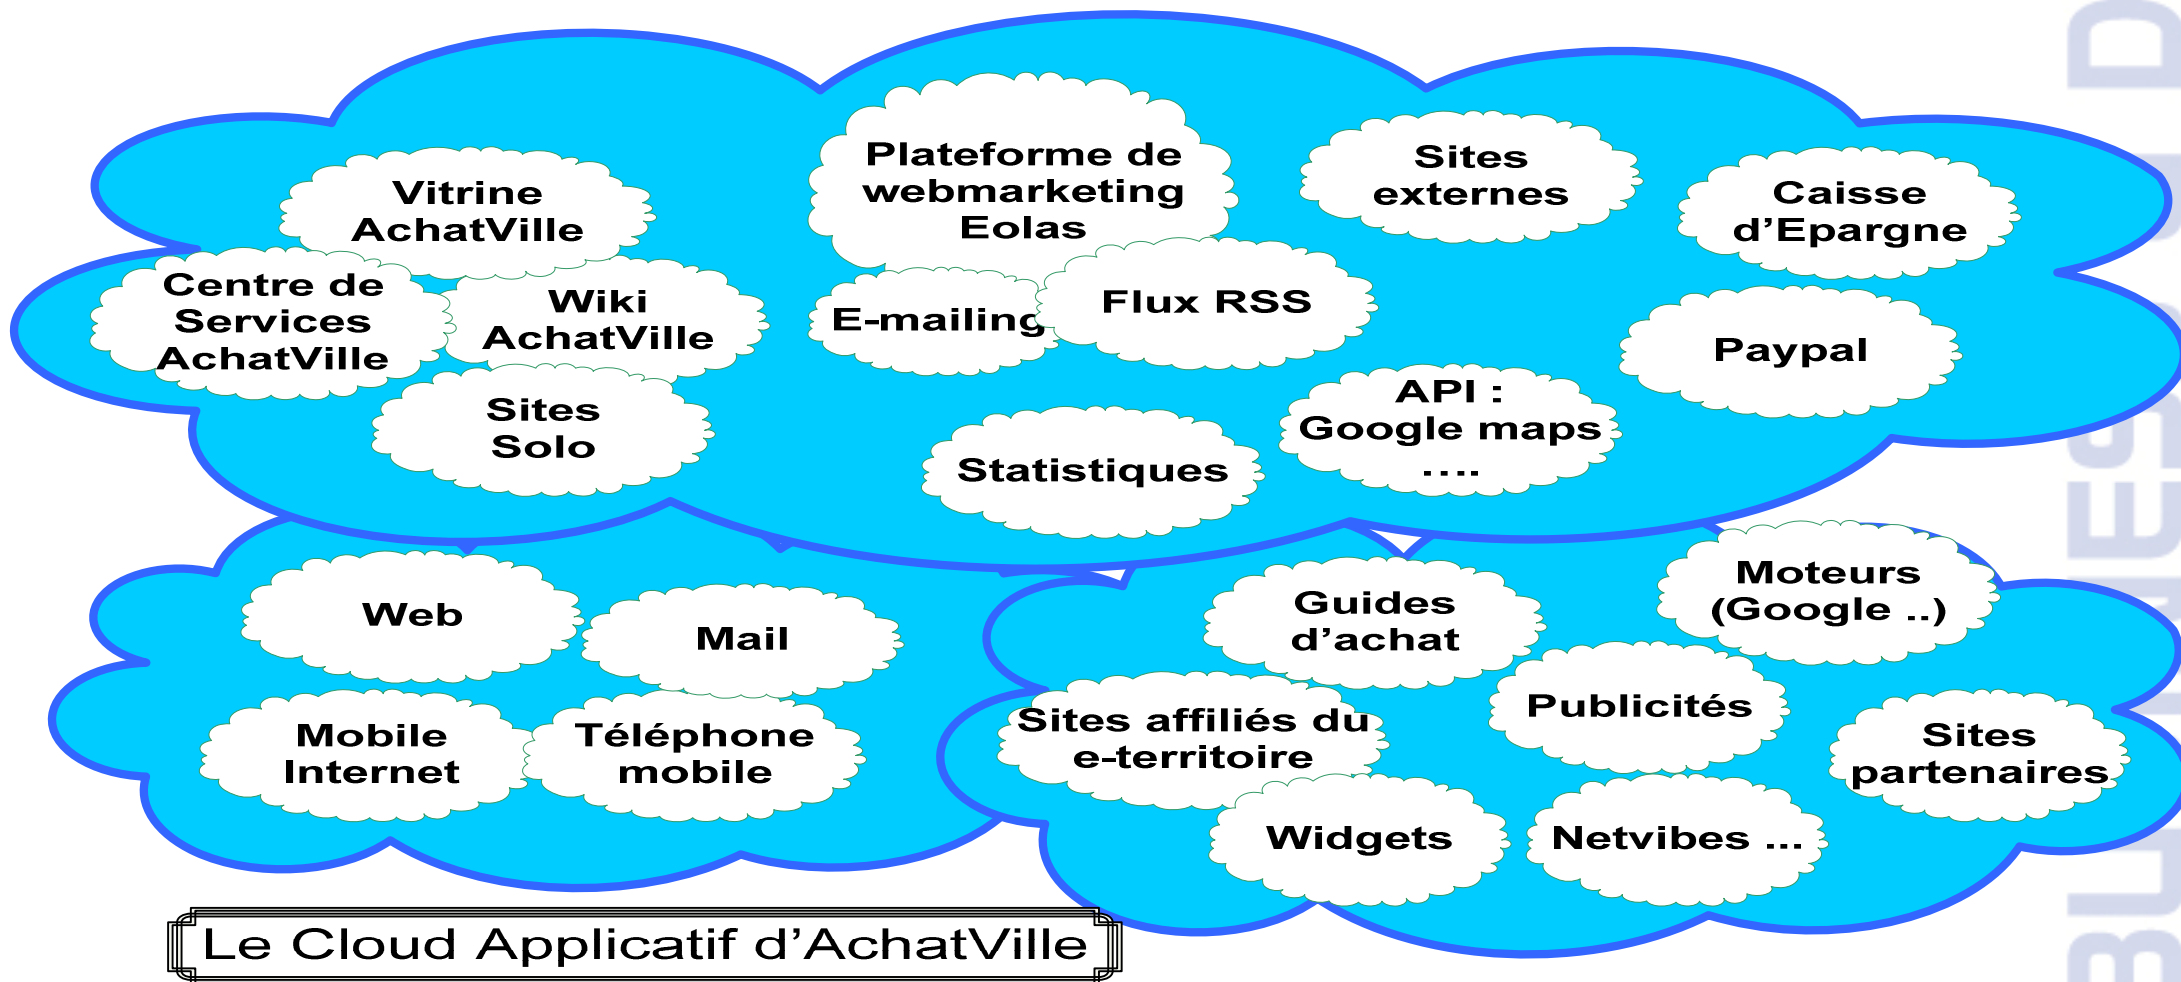 Vitrine
AchatVille
Centre de
Services
AchatVille
Wiki
AchatVille
Sites
Solo
Plateforme de
webmarketing
Eolas
E-mailing
Flux RSS
Statistiques
Sites
externes
Caisse
d’Epargne
Paypal
API :
Google maps
....
Web
Mail
Mobile
Internet
Téléphone
mobile
Guides
d’achat
Moteurs
(Google ..)
Publicités
Sites affiliés du
e-territoire
Sites
partenaires
Widgets
Netvibes ...
Le Cloud Applicatif d’AchatVille